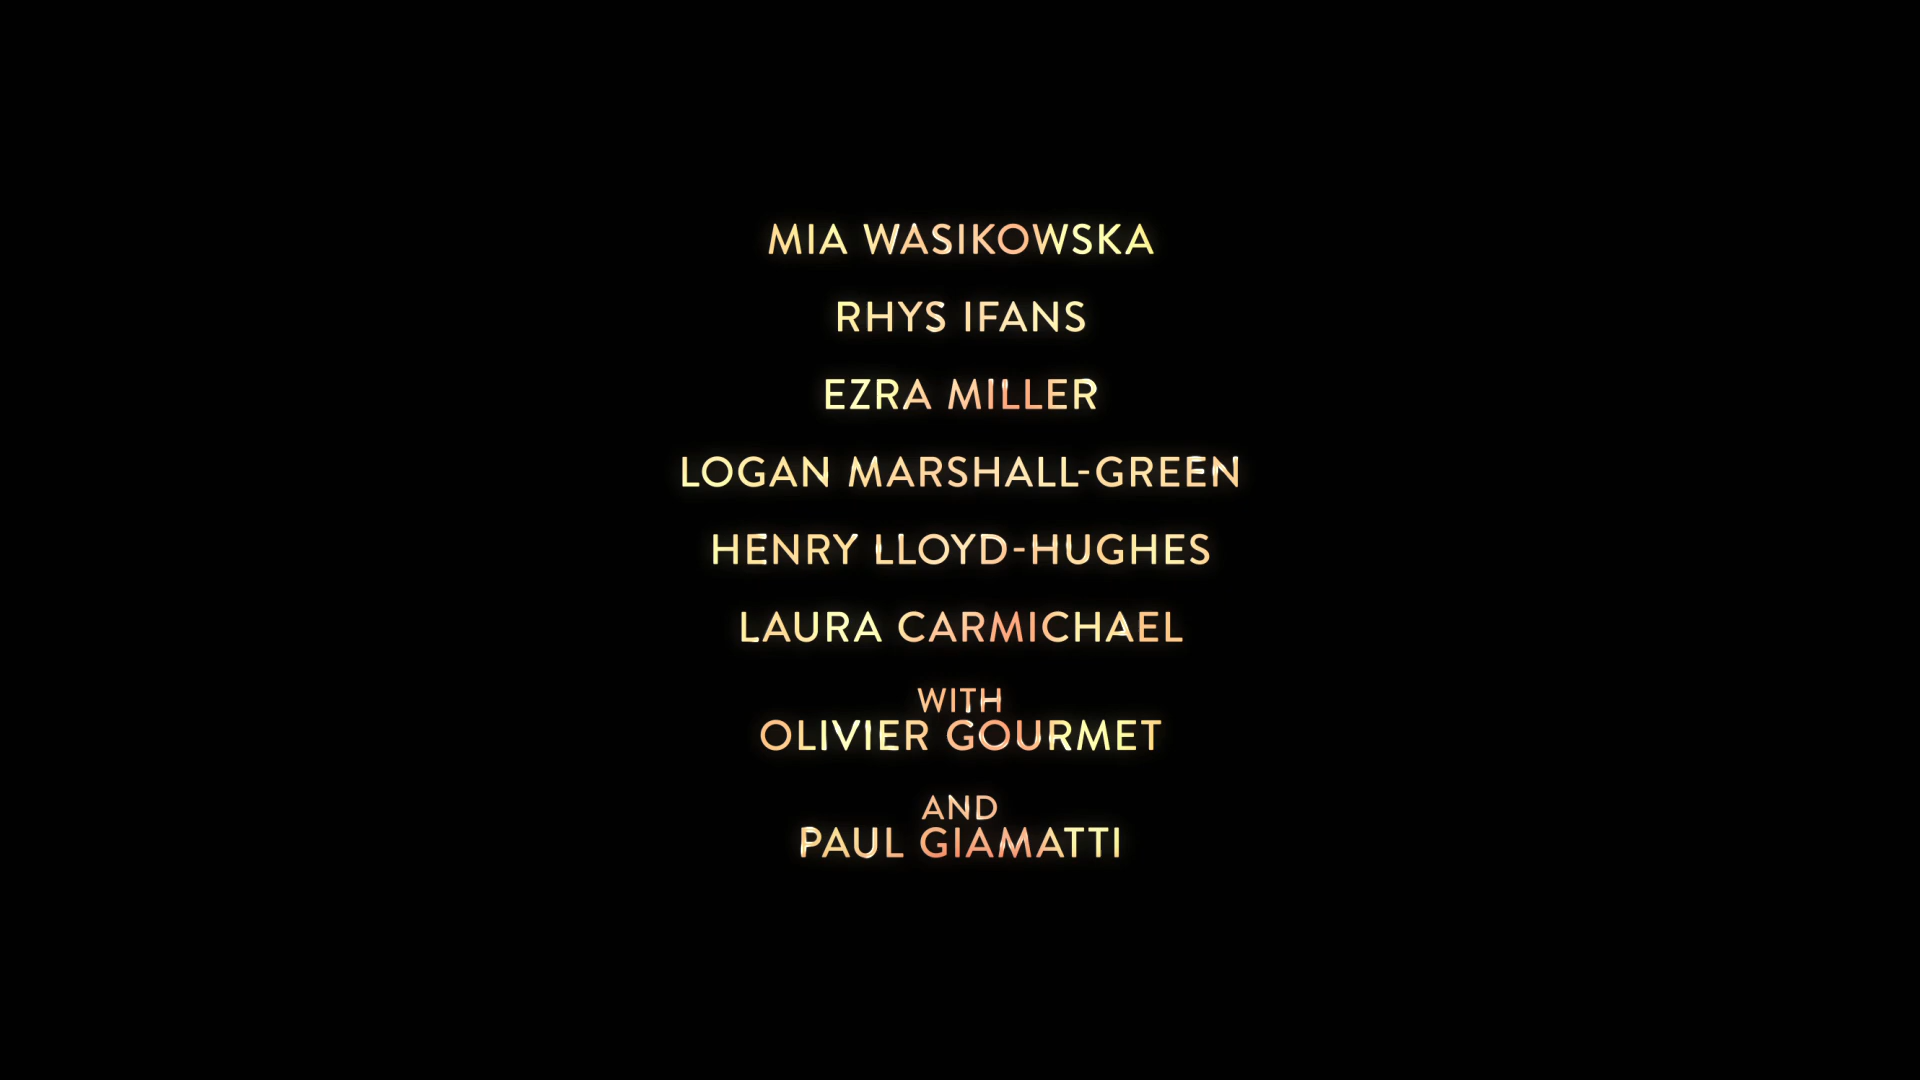 MIA WASIKOWSKA
RHYS IFANS
EZRA MILLER
LOGAN MARSHALL-GREEN
HENRY LLOYD-HUGHES
LAURA CARMICHAEL
WITH
OLIVIER GOURMET
AND
PAUL GIAMATTI